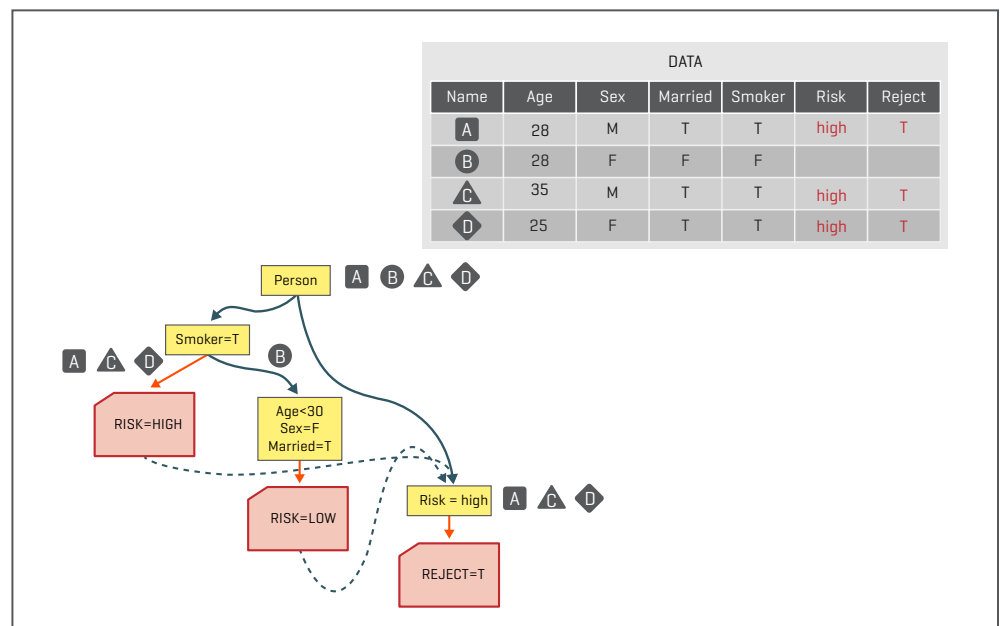 DATA
Name Age Sex Married Smoker Risk Reject
A 28 M T T high T
B 28 F F F
C 35 M T T high T
D 25 F T T high T
Person A B C D
Smoker=T
A C D B
RISK=HIGH
Age<30
Sex=F
Married=T
Risk = high A C D
RISK=LOW
REJECT=T